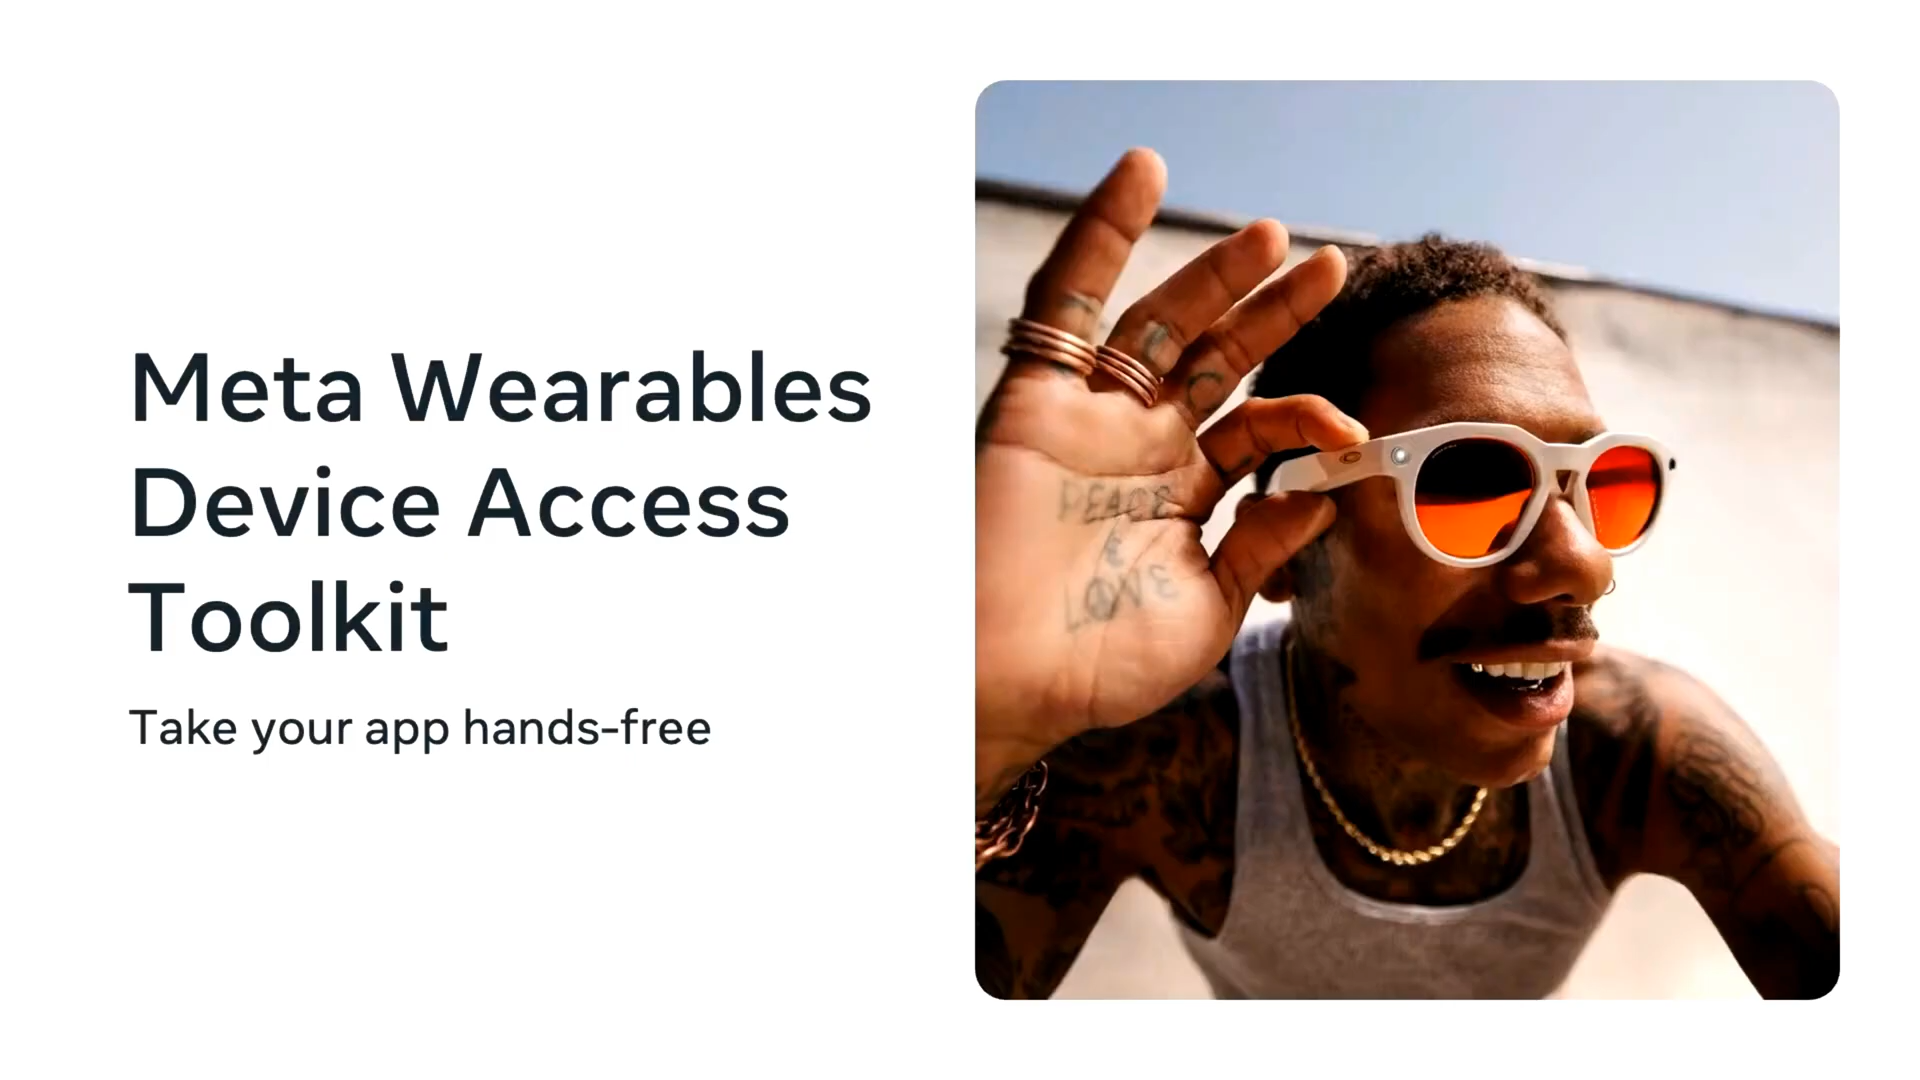 Meta Wearables
Device Access
Toolkit
Take your app hands-free
PEACE
&
LOVE